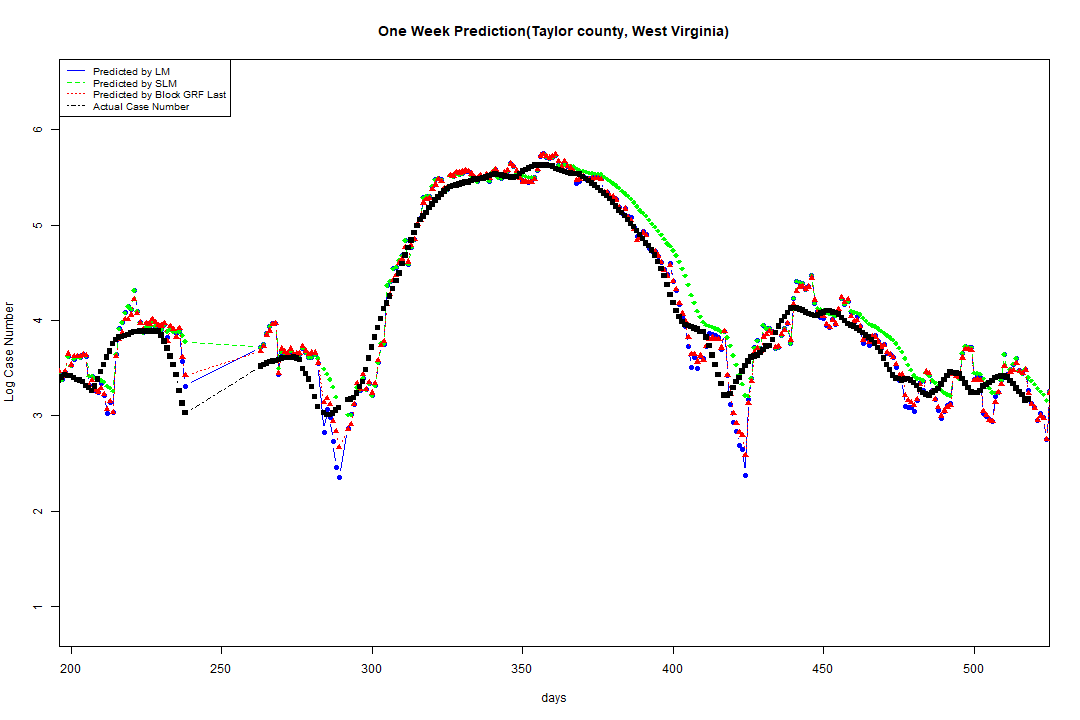 One Week Prediction(Taylor county, West Virginia)
Predicted by LM
Predicted by SLM
Predicted by Block GRF Last
Actual Case Number
6
5
4
3
2
1
Log Case Number
200 250 300 350 400 450 500
days